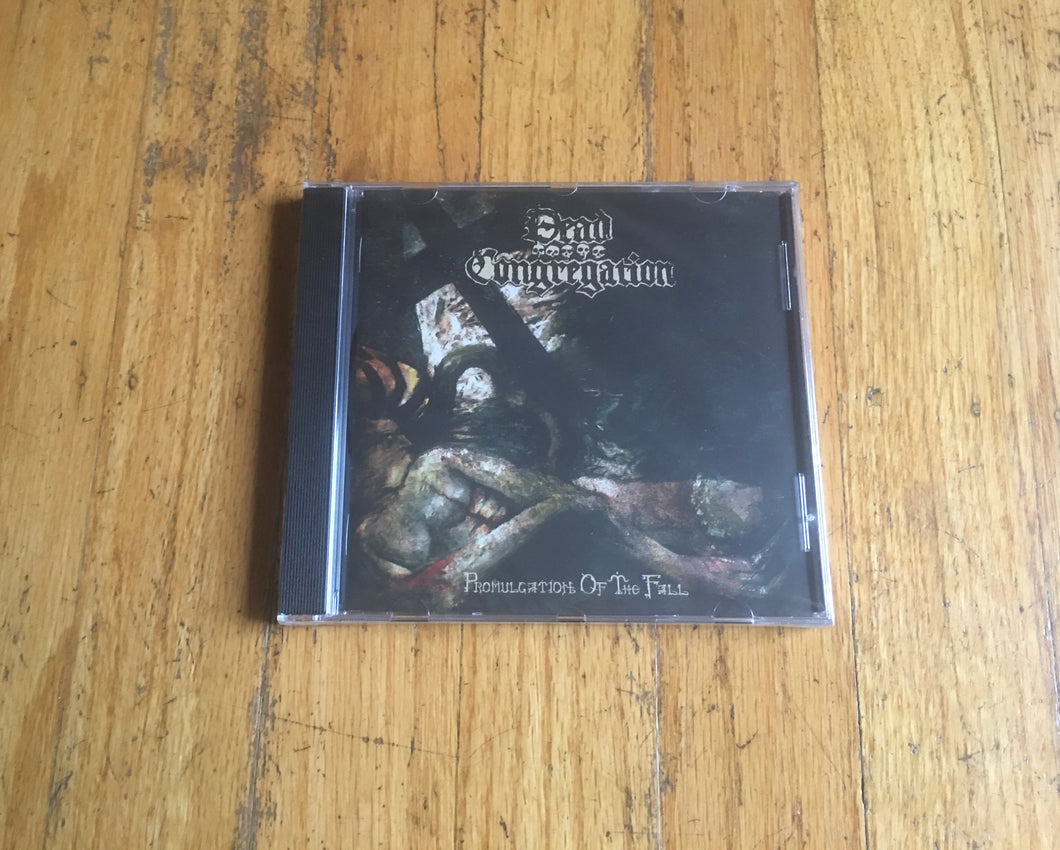 Dead
Congregation
Promulgation Of The Fall